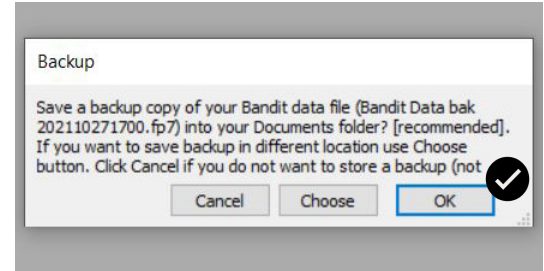 Backup
Save a backup copy of your Bandit data file (Bandit Data bak
202110271700.fp7) into your Documents folder? [recommended].
If you want to save backup in different location use Choose
button. Click Cancel if you do not want to store a backup (not
Cancel
Choose
OK